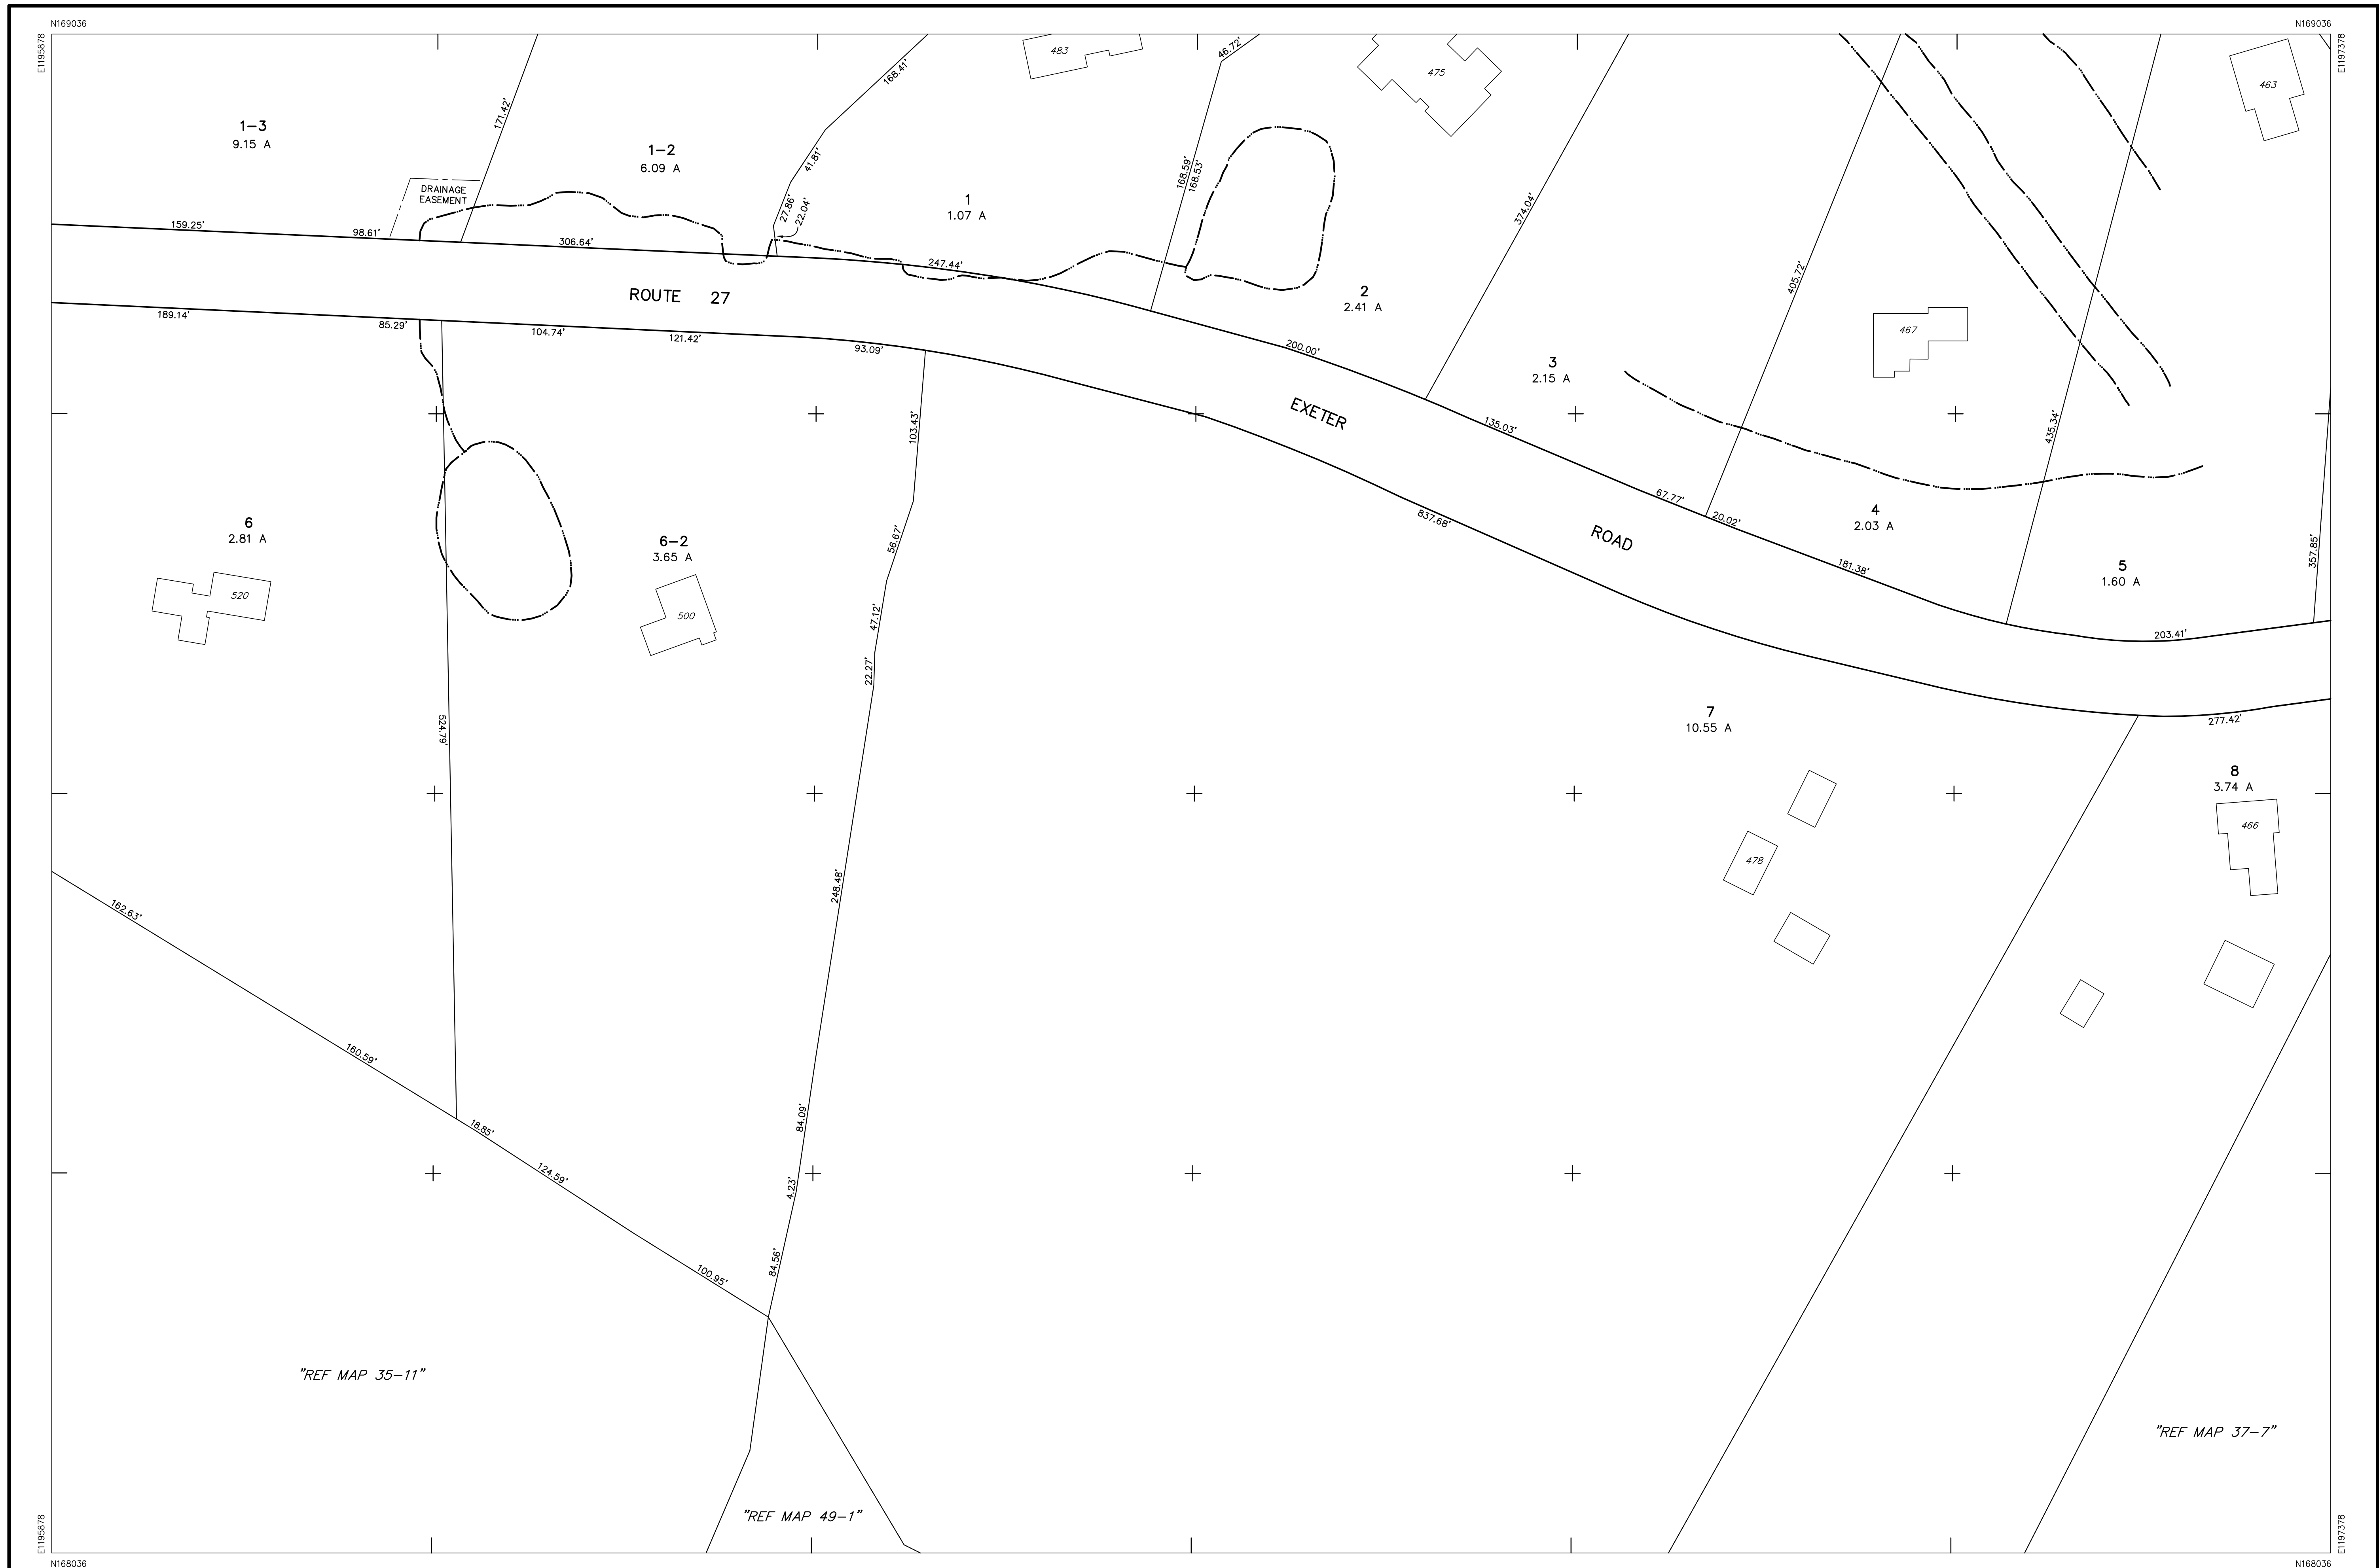 N169036
N169036
E1195878
E1197378
483
46.72'
475
463
168.41'
171.42'
1-3
9.15 A
1-2
6.09 A
41.81'
168.59'
168.53'
DRAINAGE
EASEMENT
1
1.07 A
27.86'
22.04'
374.04'
159.25'
98.61'
306.64'
247.44'
405.72'
ROUTE 27
2
2.41 A
189.14'
85.29'
104.74'
121.42'
93.09'
200.00'
467
3
2.15 A
EXETER
103.43'
135.03'
435.34'
67.77'
20.02'
4
2.03 A
837.68'
ROAD
6
2.81 A
6-2
3.65 A
56.67'
181.38'
5
1.60 A
357.85'
520
500
47.12'
203.41'
22.27'
7
10.55 A
277.42'
524.79'
8
3.74 A
466
478
248.48'
162.63'
160.59'
84.09'
18.85'
124.59'
4.23'
84.56'
100.95'
"REF MAP 35-11"
"REF MAP 37-7"
"REF MAP 49-1"
E1195878
E1197378
N168036
N168036